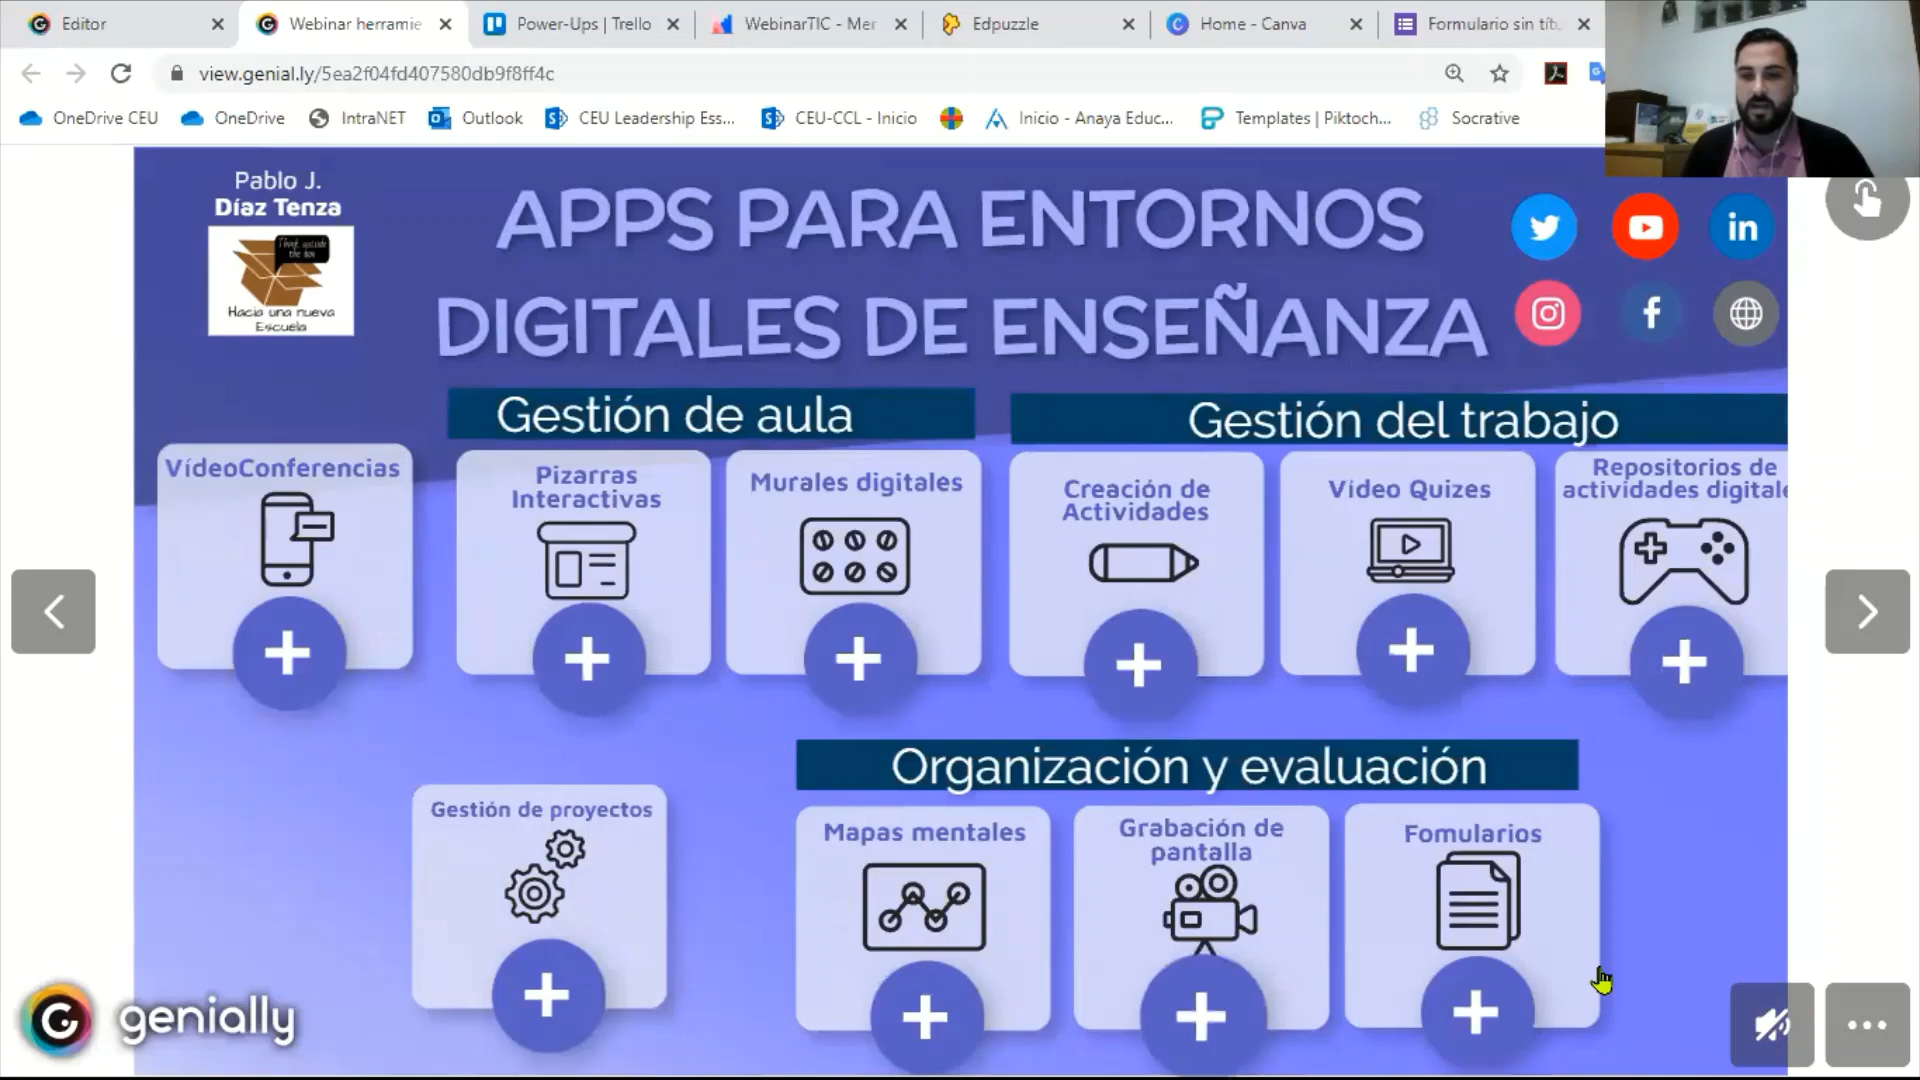 Editor
Webinar herramie
Power-Ups | Trello
WebinarTIC - Mer
Edpuzzle
Home - Canva
Formulario sin títu
view.genial.ly/5ea2f04fd407580db9f8ff4c
OneDrive CEU
OneDrive
IntraNET
Outlook
CEU Leadership Ess...
CEU-CCL - Inicio
Inicio - Anaya Educ...
Templates | Piktoch...
Socrative
Pablo J.
Díaz Tenza
Think outside
the box
Hacia una nueva
Escuela
APPS PARA ENTORNOS
DIGITALES DE ENSEÑANZA
Gestión de aula
Gestión del trabajo
VídeoConferencias
Pizarras
Interactivas
Murales digitales
Creación de
Actividades
Vídeo Quizes
Repositorios de
actividades digitale
Organización y evaluación
Gestión de proyectos
Mapas mentales
Grabación de
pantalla
Fomularios
genially